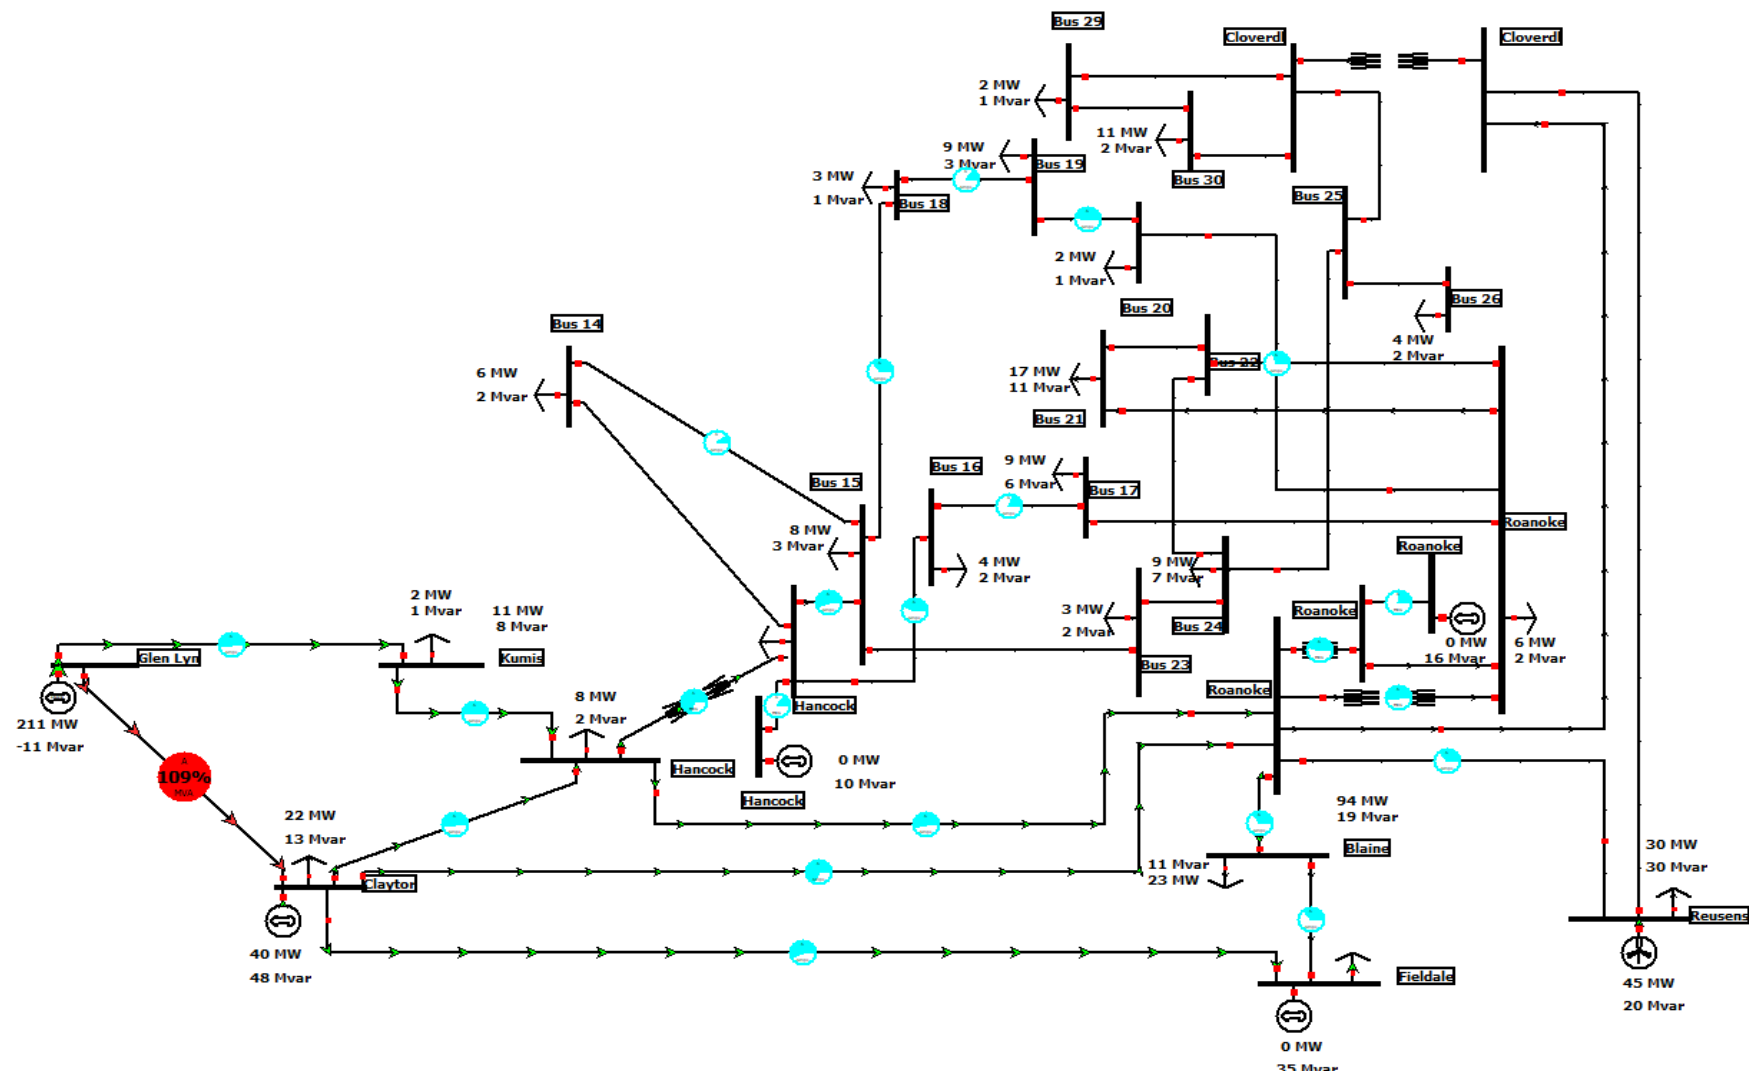 Bus 29
Cloverdl
Cloverdl
2 MW
1 Mvar
11 MW
2 Mvar
9 MW
3 Mvar
Bus 19
3 MW
1 Mvar
Bus 30
Bus 18
Bus 25
2 MW
1 Mvar
Bus 20
Bus 26
Bus 14
4 MW
2 Mvar
Bus 22
6 MW
2 Mvar
17 MW
11 Mvar
Bus 21
Bus 16
9 MW
6 Mvar
Bus 17
Bus 15
Roanoke
8 MW
3 Mvar
Roanoke
4 MW
2 Mvar
9 MW
7 Mvar
2 MW
1 Mvar
11 MW
8 Mvar
3 MW
2 Mvar
Bus 24
Roanoke
0 MW
16 Mvar
6 MW
2 Mvar
Glen Lyn
Kumis
Bus 23
8 MW
2 Mvar
Roanoke
Hancock
211 MW
-11 Mvar
Hancock
0 MW
10 Mvar
A
109%
MVA
Hancock
94 MW
19 Mvar
22 MW
13 Mvar
Blaine
30 MW
30 Mvar
11 Mvar
23 MW
Claytor
Reusens
40 MW
48 Mvar
Fieldale
45 MW
20 Mvar
0 MW
35 Mvar